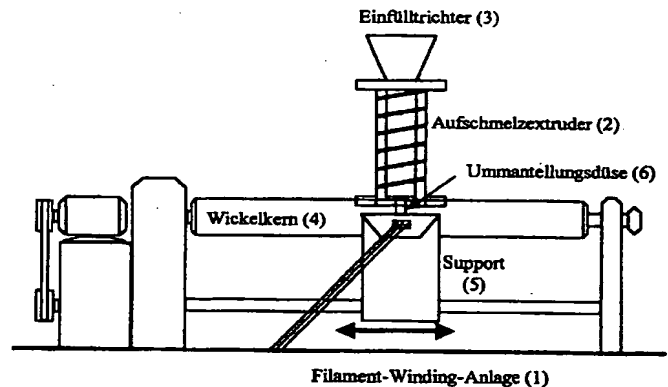 Einfülltrichter (3)
Aufschmelzextruder (2)
Ummantellungsdüse (6)
Wickelkern (4)
Support
(5)
Filament-Winding-Anlage (1)